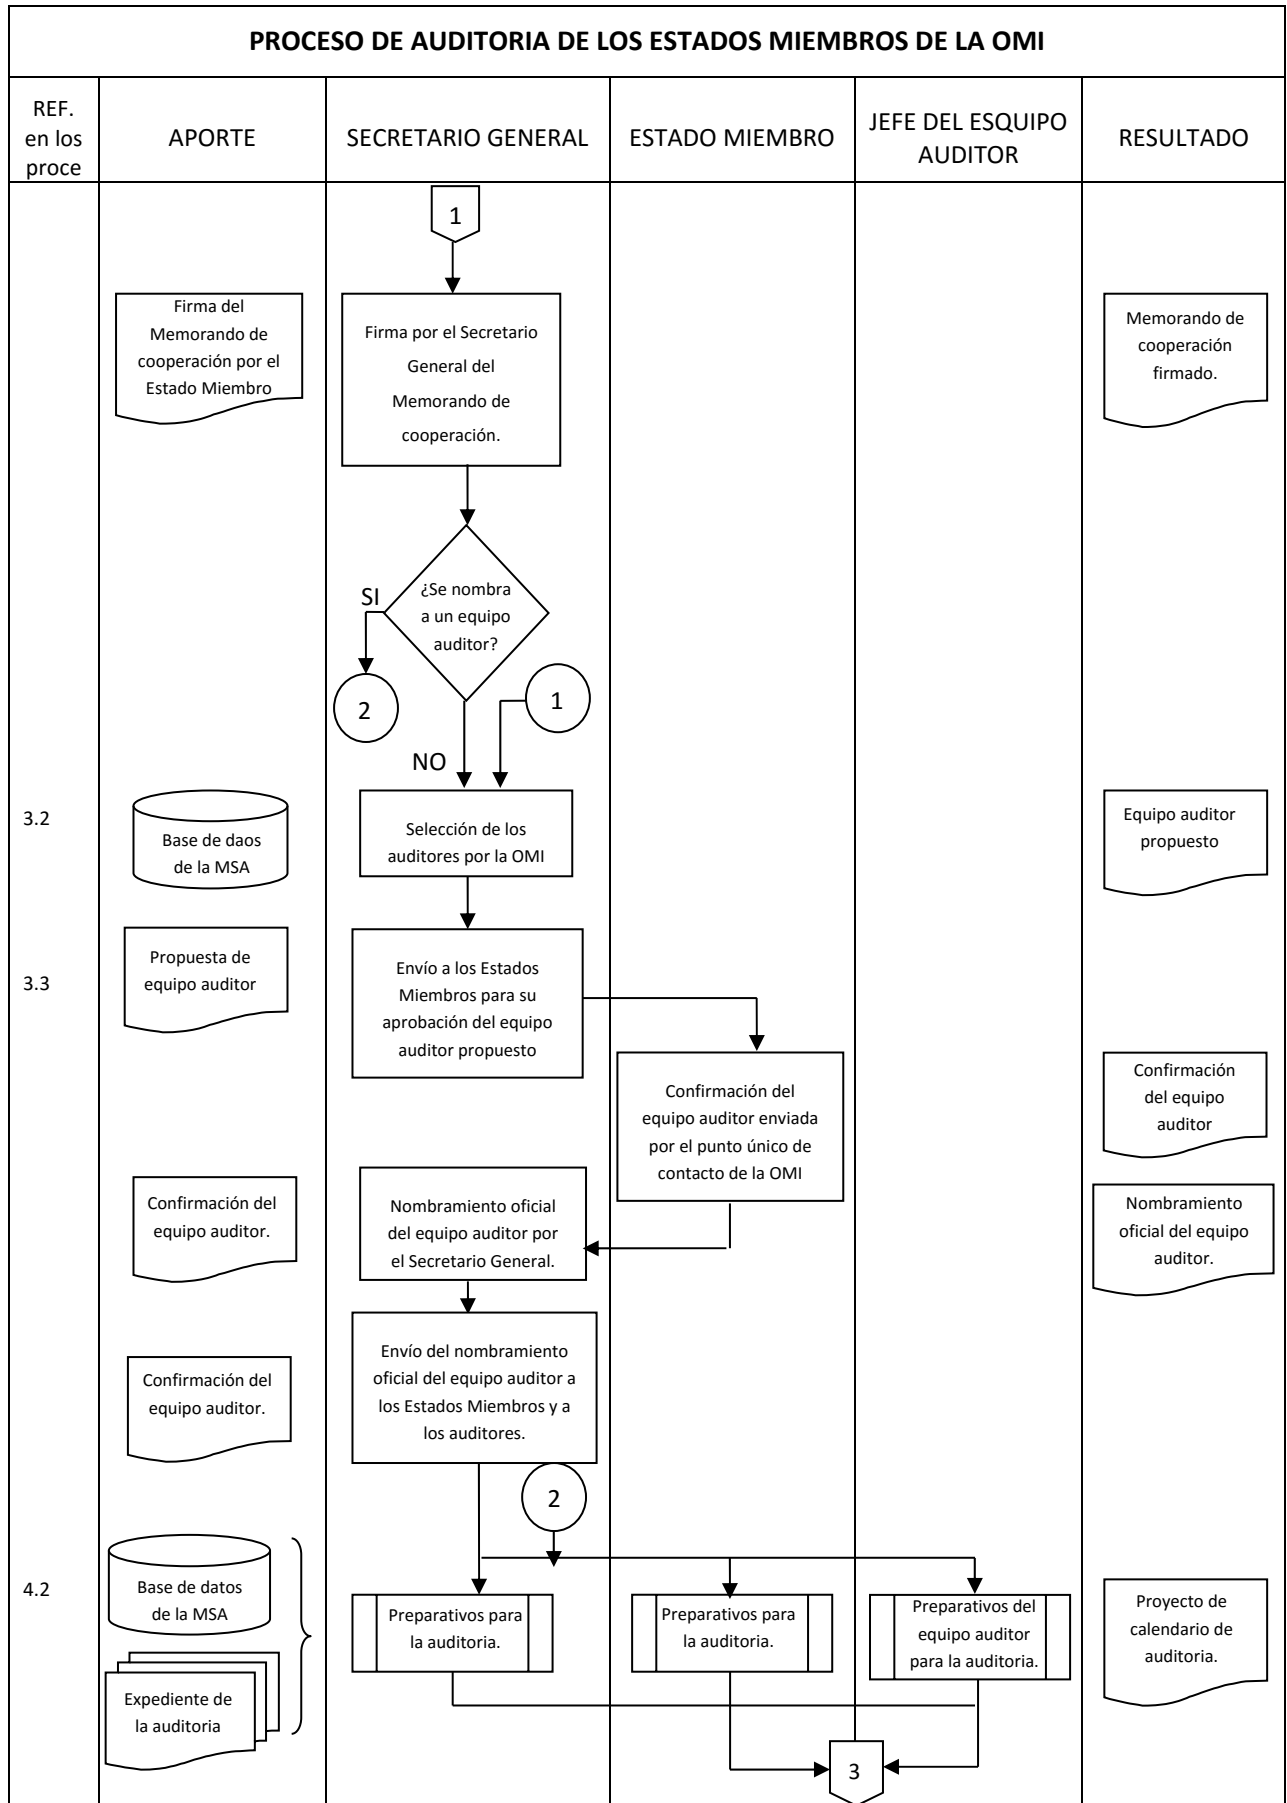 PROCESO DE AUDITORIA DE LOS ESTADOS MIEMBROS DE LA OMI
REF.
en los
proce
APORTE
SECRETARIO GENERAL
ESTADO MIEMBRO
JEFE DEL ESQUIPO
AUDITOR
RESULTADO
1
Firma del
Memorando de
cooperación por el
Estado Miembro
Firma por el Secretario
General del
Memorando de
cooperación.
Memorando de
cooperación
firmado.
¿Se nombra
a un equipo
auditor?
SI
2
1
NO
3.2
Base de daos
de la MSA
Selección de los
auditores por la OMI
Equipo auditor
propuesto
3.3
Propuesta de
equipo auditor
Envío a los Estados
Miembros para su
aprobación del equipo
auditor propuesto
Confirmación del
equipo auditor enviada
por el punto único de
contacto de la OMI
Confirmación
del equipo
auditor
Confirmación del
equipo auditor.
Nombramiento oficial
del equipo auditor por
el Secretario General.
Nombramiento
oficial del equipo
auditor.
Confirmación del
equipo auditor.
Envío del nombramiento
oficial del equipo auditor a
los Estados Miembros y a
los auditores.
2
4.2
Base de datos
de la MSA
Expediente de
la auditoria
Preparativos para
la auditoria.
Preparativos para
la auditoria.
Preparativos del
equipo auditor
para la auditoria.
Proyecto de
calendario de
auditoria.
3